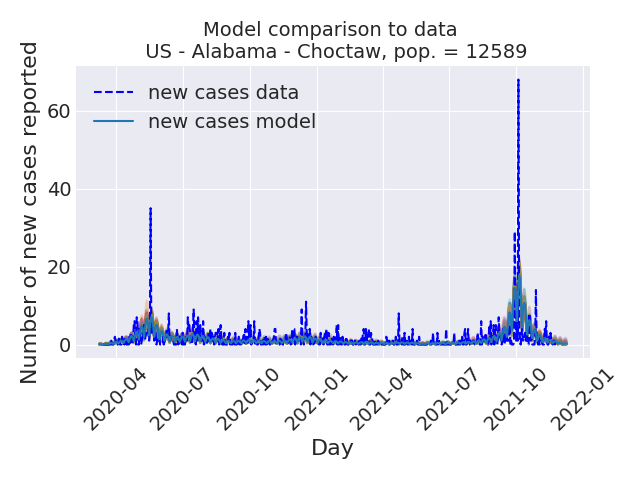 Model comparison to data
US - Alabama - Choctaw, pop. = 12589
Number of new cases reported
60
40
20
0
new cases data
new cases model
2020-04
2020-07
2020-10
2021-01
2021-04
2021-07
2021-10
2022-01
Day